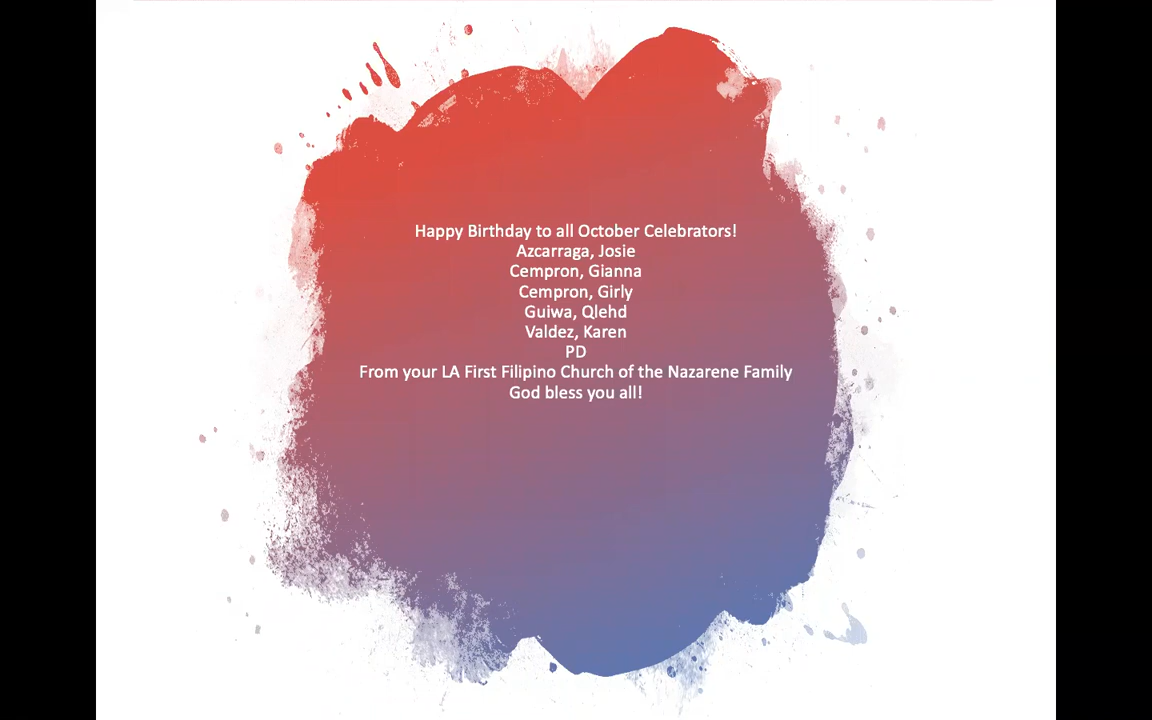 Happy Birthday to all October Celebrators!
Azcarraga, Josie
Cempron, Gianna
Cempron, Girly
Guiwa, Qlehd
Valdez, Karen
PD
From your LA First Filipino Church of the Nazarene Family
God bless you all!